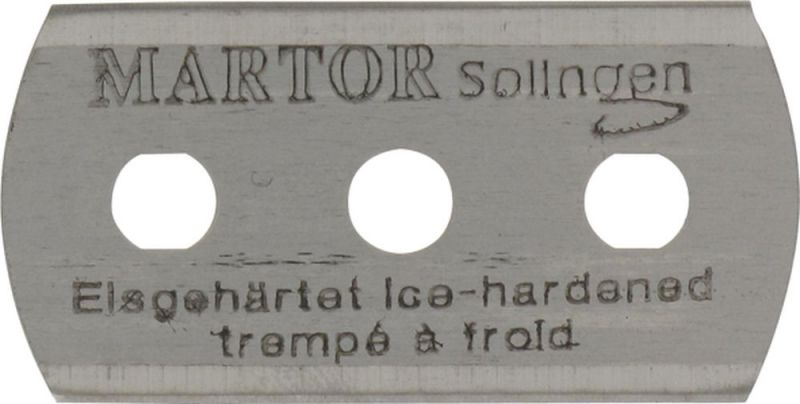 MARTOR Solingen
Eisgehärtet Ice-hardened
trempé à froid